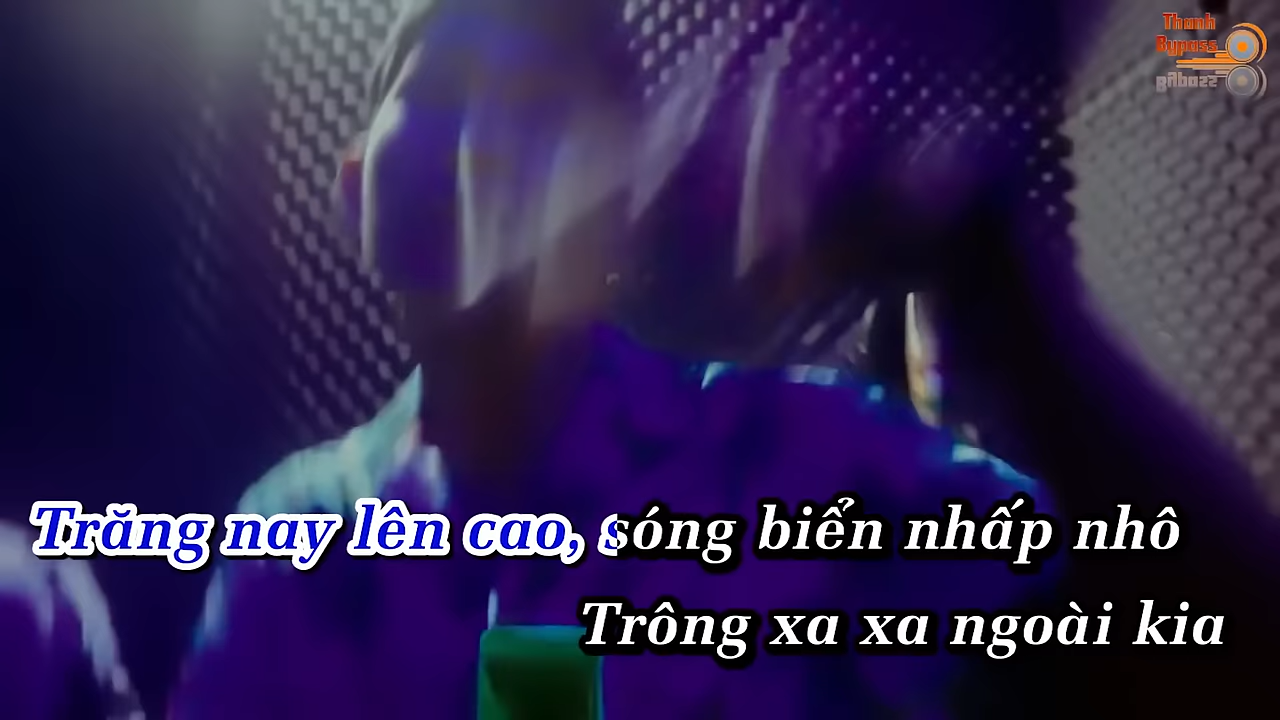 Thanh
Bypass
Trăng nay lên cao, sóng biển nhấp nhô
Trông xa xa ngoài kia